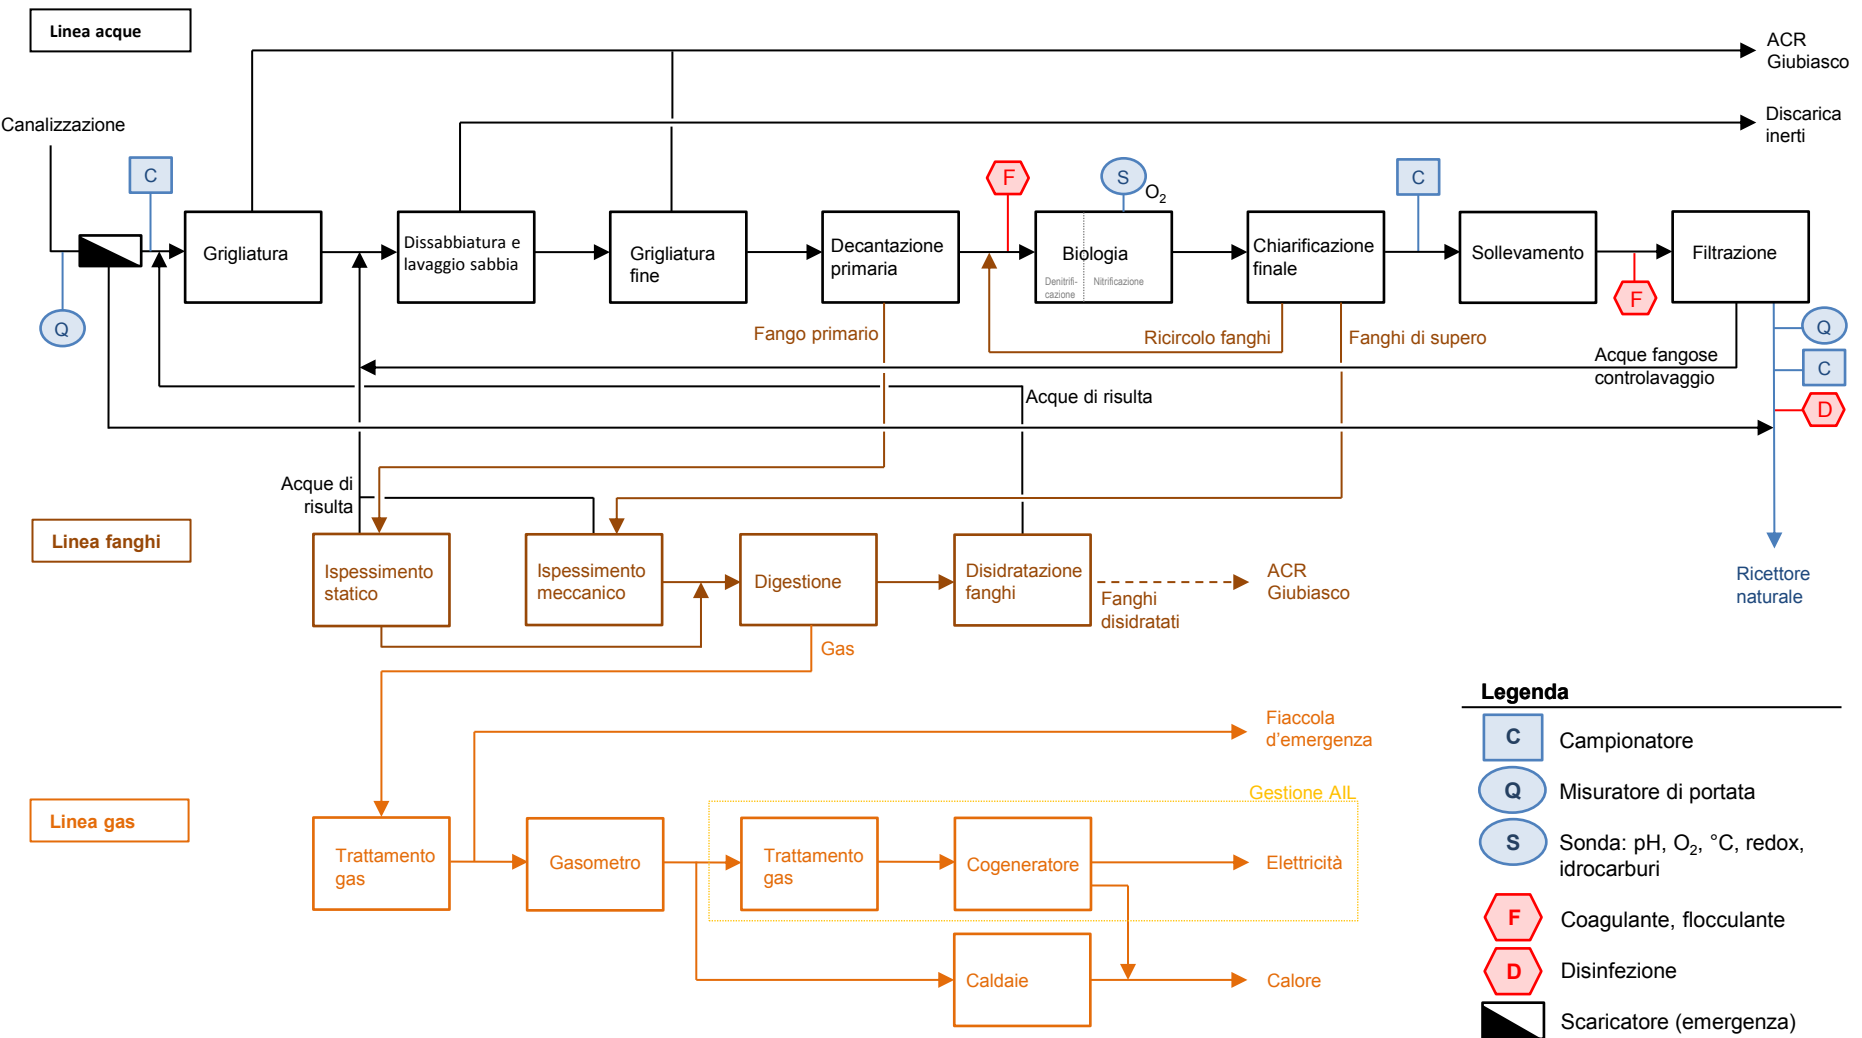 Linea acque
ACR
Giubiasco
Canalizzazione
Discarica
inerti
C
F
S
O2
C
Grigliatura
Dissabbiatura e
lavaggio sabbia
Grigliatura
fine
Decantazione
primaria
Biologia
Denitrifi-
cazione
Nitrificazione
Chiarificazione
finale
Sollevamento
Filtrazione
Q
F
Q
C
D
Fango primario
Ricircolo fanghi
Fanghi di supero
Acque fangose
controlavaggio
Acque di risulta
Acque di
risulta
Linea fanghi
Ispessimento
statico
Ispessimento
meccanico
Digestione
Disidratazione
fanghi
Fanghi
disidratati
ACR
Giubiasco
Ricettore
naturale
Gas
Fiaccola
d'emergenza
Gestione AIL
Linea gas
Trattamento
gas
Gasometro
Trattamento
gas
Cogeneratore
Elettricità
Caldaie
Calore
Legenda
C Campionatore
Q Misuratore di portata
S Sonda: pH, O2, °C, redox,
idrocarburi
F Coagulante, flocculante
D Disinfezione
Scaricatore (emergenza)